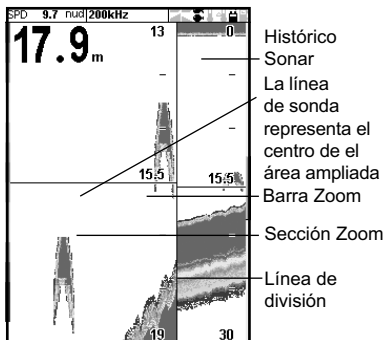 SPD 9.7 nud 200kHz
17.9m
13
0
15.5
15.5
19
30
Histórico
Sonar
La línea
de sonda
representa el
centro de el
área ampliada
Barra Zoom
Sección Zoom
Línea de
división